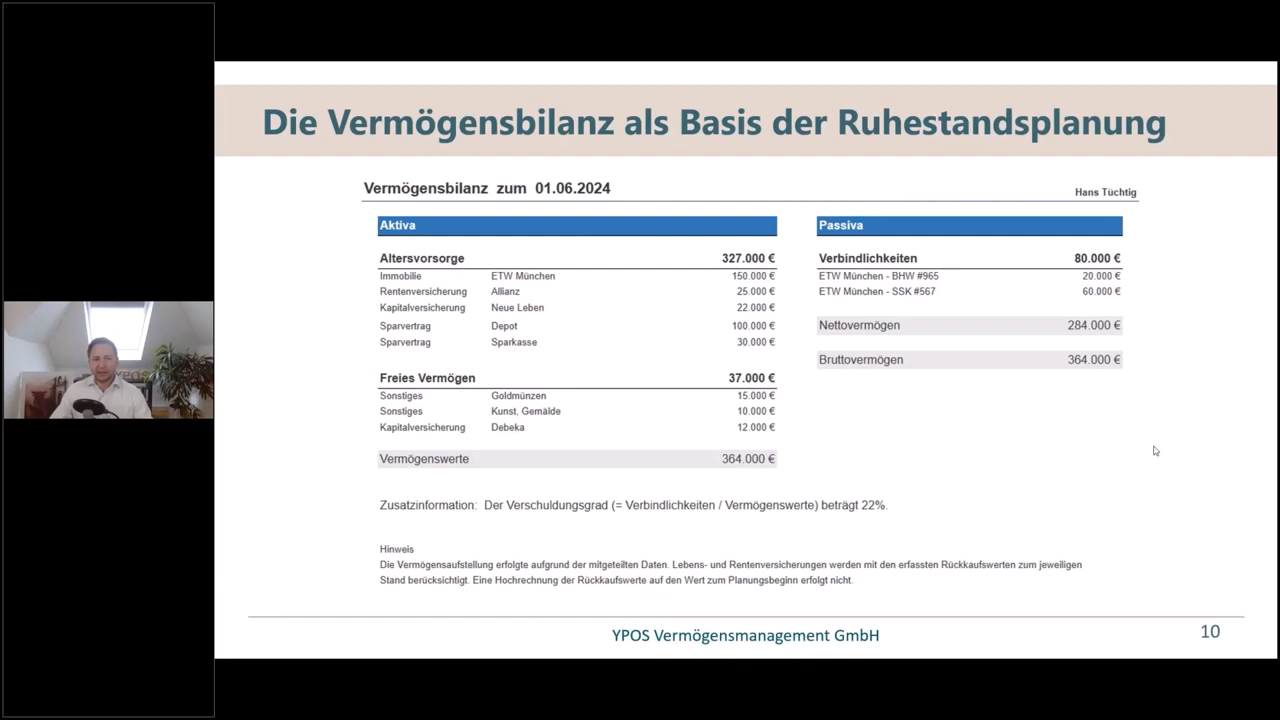 Die Vermögensbilanz als Basis der Ruhestandsplanung
Vermögensbilanz zum 01.06.2024
Hans Tüchtig
Aktiva
Altersvorsorge 327.000 €
Immobilie ETW München 150.000 €
Rentenversicherung Allianz 25.000 €
Kapitalversicherung Neue Leben 22.000 €
Sparvertrag Depot 100.000 €
Sparvertrag Sparkasse 30.000 €
Freies Vermögen 37.000 €
Sonstiges Goldmünzen 15.000 €
Sonstiges Kunst, Gemälde 10.000 €
Kapitalversicherung Debeka 12.000 €
Vermögenswerte 364.000 €
Passiva
Verbindlichkeiten 80.000 €
ETW München - BHW #965 20.000 €
ETW München - SSK #567 60.000 €
Nettovermögen 284.000 €
Bruttovermögen 364.000 €
Zusatzinformation: Der Verschuldungsgrad (= Verbindlichkeiten / Vermögenswerte) beträgt 22%.
Hinweis
Die Vermögensaufstellung erfolgte aufgrund der mitgeteilten Daten. Lebens- und Rentenversicherungen werden mit den erfassten Rückkaufswerten zum jeweiligen
Stand berücksichtigt. Eine Hochrechnung der Rückkaufswerte auf den Wert zum Planungsbeginn erfolgt nicht.
YPOS Vermögensmanagement GmbH
10